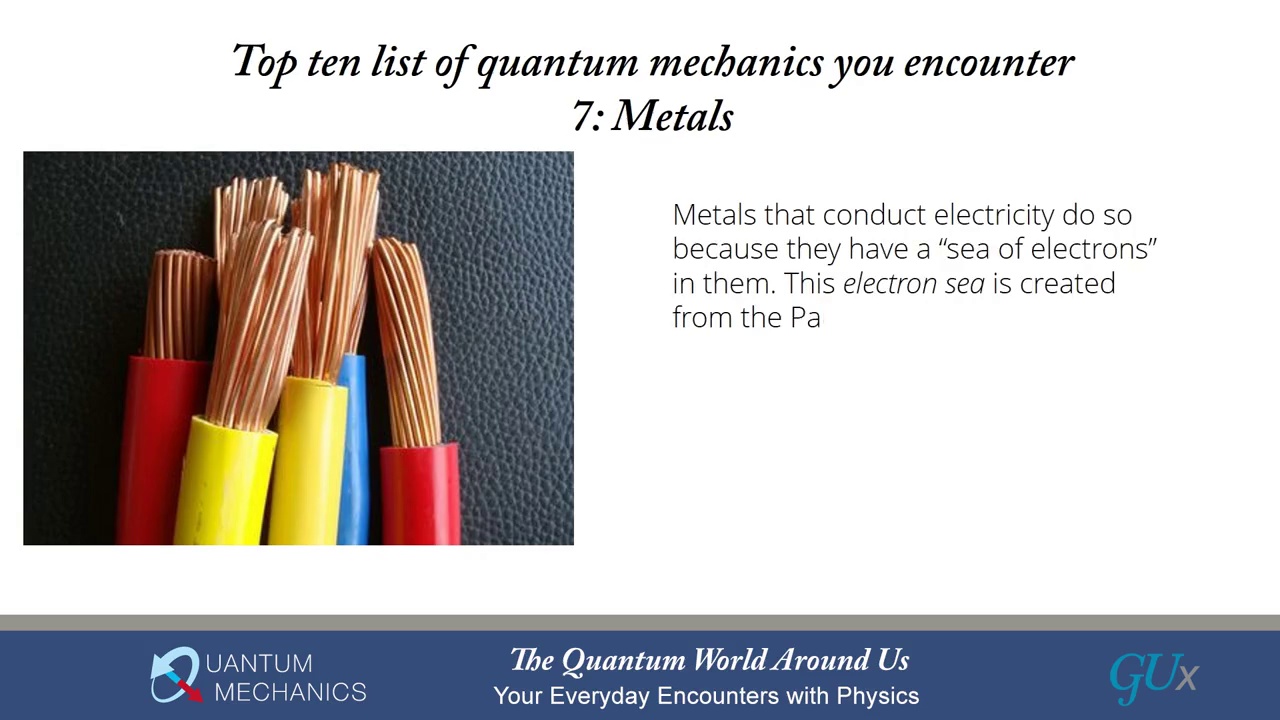 Top ten list of quantum mechanics you encounter
7: Metals
Metals that conduct electricity do so
because they have a “sea of electrons”
in them. This electron sea is created
from the Pa
QUANTUM
MECHANICS
The Quantum World Around Us
Your Everyday Encounters with Physics
GUx